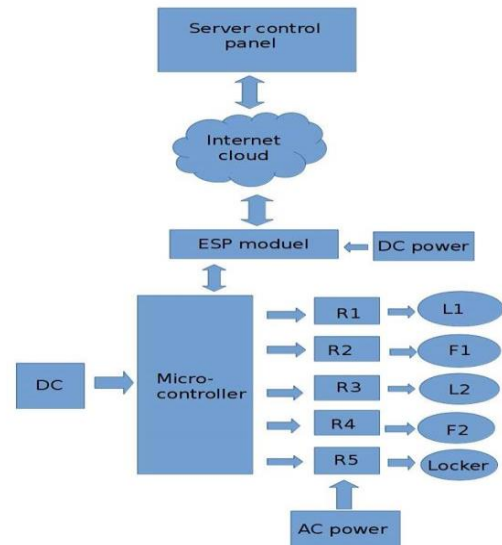 Server control
panel
Internet
cloud
ESP moduel
DC power
R1
L1
R2
F1
DC
Micro-
controller
R3
L2
R4
F2
R5
Locker
AC power